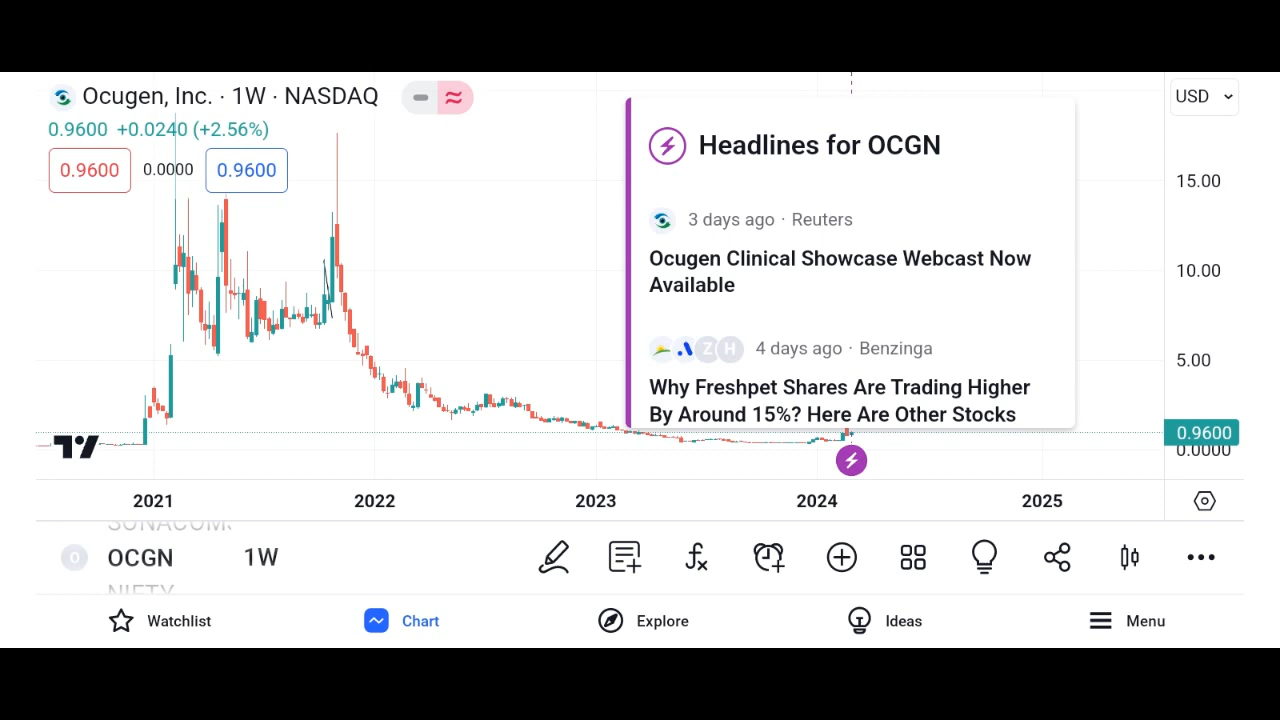 Ocugen, Inc. · 1W · NASDAQ
0.9600 +0.0240 (+2.56%)
0.9600 0.0000 0.9600
USD
Headlines for OCGN
3 days ago · Reuters
Ocugen Clinical Showcase Webcast Now
Available
Z H 4 days ago · Benzinga
Why Freshpet Shares Are Trading Higher
By Around 15%? Here Are Other Stocks
15.00
10.00
5.00
0.9600
0.0000
2021 2022 2023 2024 2025
SONACOMS
O OCGN 1W
NIFTY
Watchlist Chart Explore Ideas Menu